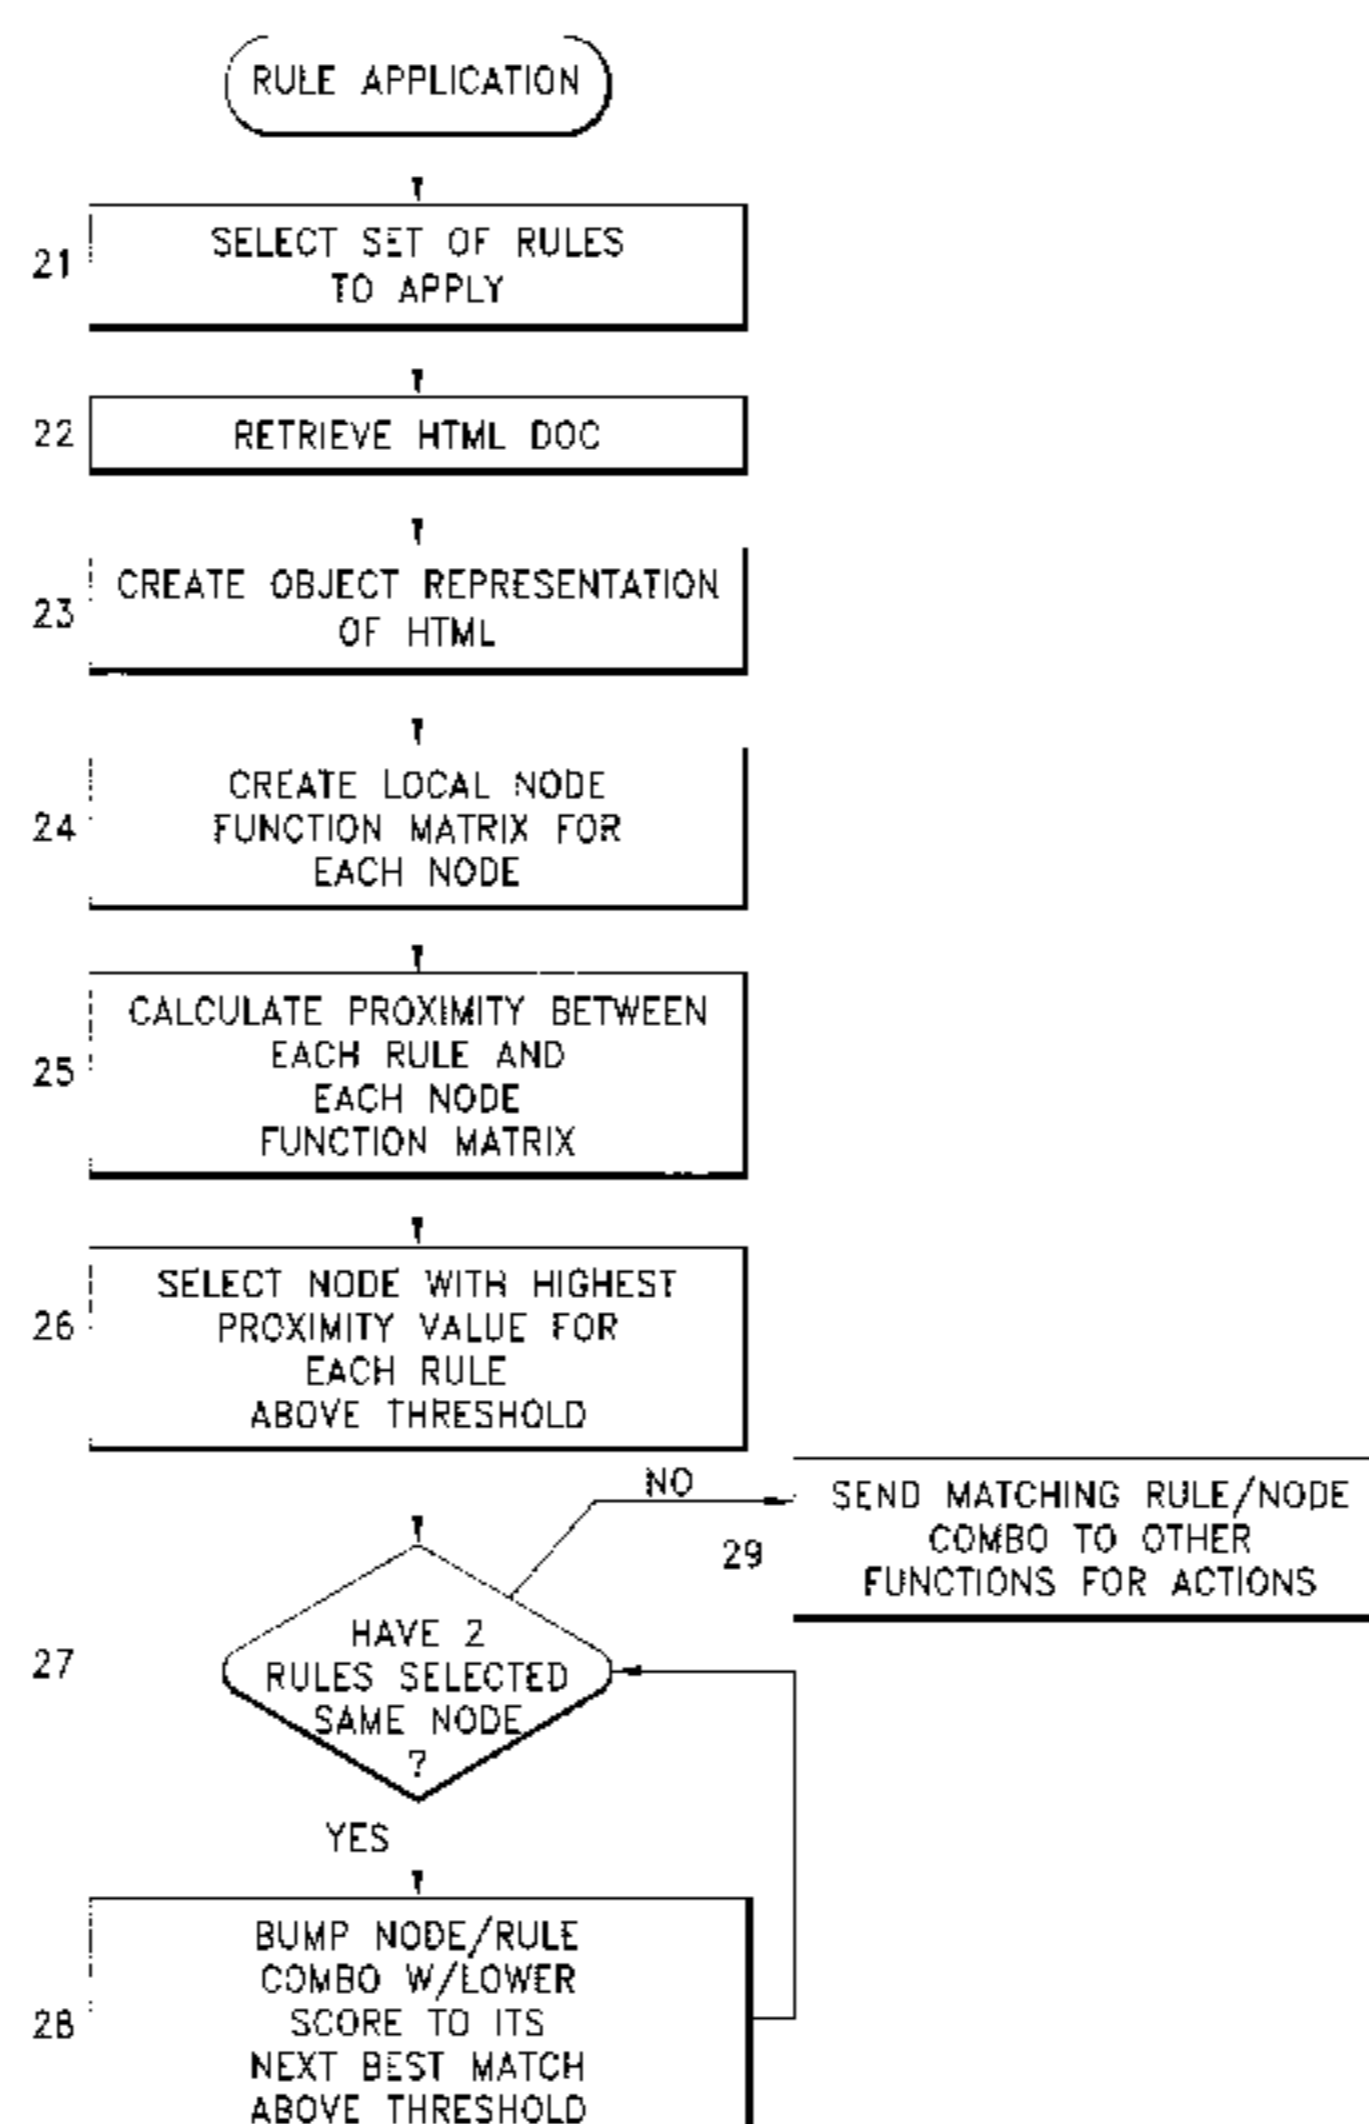 RULE APPLICATION
21
SELECT SET OF RULES
TO APPLY
22
RETRIEVE HTML DOC
23
CREATE OBJECT REPRESENTATION
OF HTML
24
CREATE LOCAL NODE
FUNCTION MATRIX FOR
EACH NODE
25
CALCULATE PROXIMITY BETWEEN
EACH RULE AND
EACH NODE
FUNCTION MATRIX
26
SELECT NODE WITH HIGHEST
PROXIMITY VALUE FOR
EACH RULE
ABOVE THRESHOLD
NO
29
SEND MATCHING RULE/NODE
COMBO TO OTHER
FUNCTIONS FOR ACTIONS
27
HAVE 2
RULES SELECTED
SAME NODE
?
YES
28
BUMP NODE/RULE
COMBO W/LOWER
SCORE TO ITS
NEXT BEST MATCH
ABOVE THRESHOLD